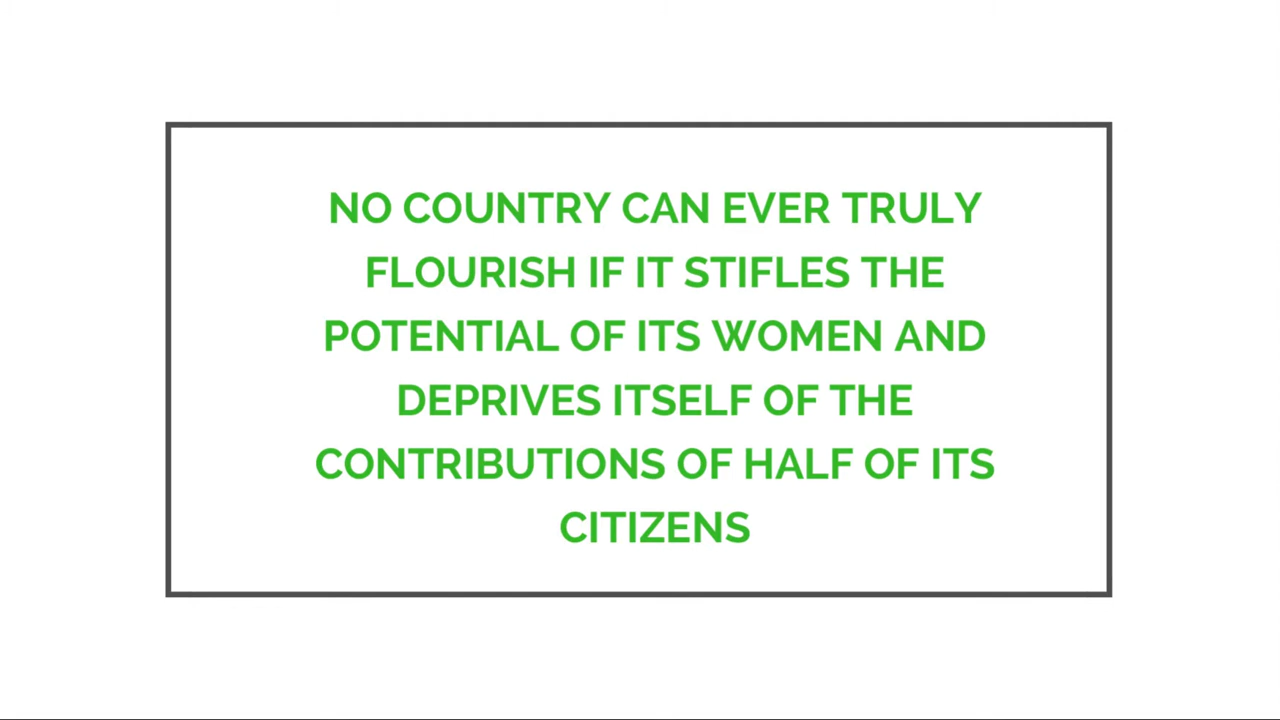 NO COUNTRY CAN EVER TRULY
FLOURISH IF IT STIFLES THE
POTENTIAL OF ITS WOMEN AND
DEPRIVES ITSELF OF THE
CONTRIBUTIONS OF HALF OF ITS
CITIZENS